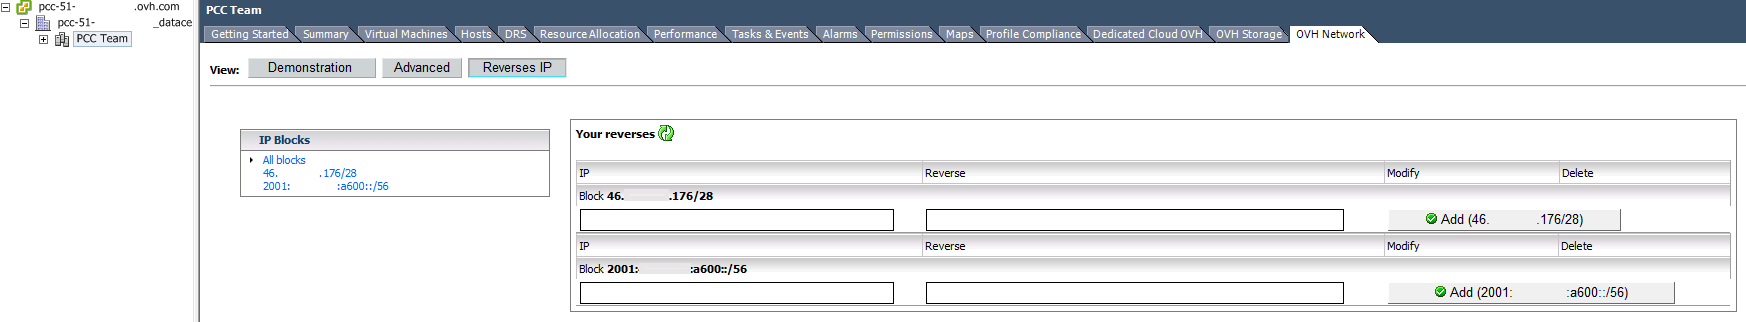 pcc-51- .ovh.com
pcc-51- _datace
PCC Team
PCC Team
Getting Started Summary Virtual Machines Hosts DRS Resource Allocation Performance Tasks & Events Alarms Permissions Maps Profile Compliance Dedicated Cloud OVH OVH Storage OVH Network
View: Demonstration Advanced Reverses IP
IP Blocks
All blocks
46. .176/28
2001: :a600::/56
Your reverses
IP Reverse Modify Delete
Block 46. .176/28
Add (46. .176/28)
IP Reverse Modify Delete
Block 2001: :a600::/56
Add (2001: :a600::/56)